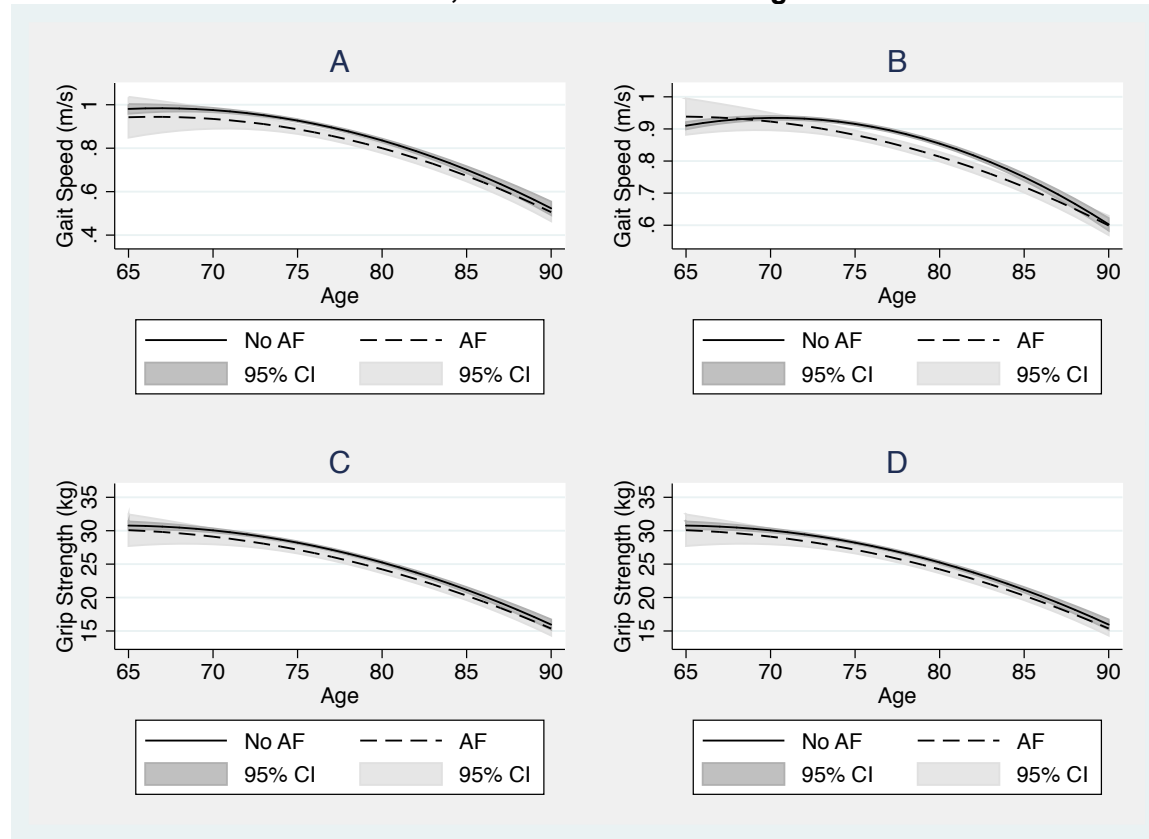 A
Gait Speed (m/s)
1
.8
.6
.4
65 70 75 80 85 90
Age
No AF AF
95% CI 95% CI
B
Gait Speed (m/s)
1
.9
.8
.7
.6
65 70 75 80 85 90
Age
No AF AF
95% CI 95% CI
C
Grip Strength (kg)
35
30
25
20
15
65 70 75 80 85 90
Age
No AF AF
95% CI 95% CI
D
Grip Strength (kg)
35
30
25
20
15
65 70 75 80 85 90
Age
No AF AF
95% CI 95% CI